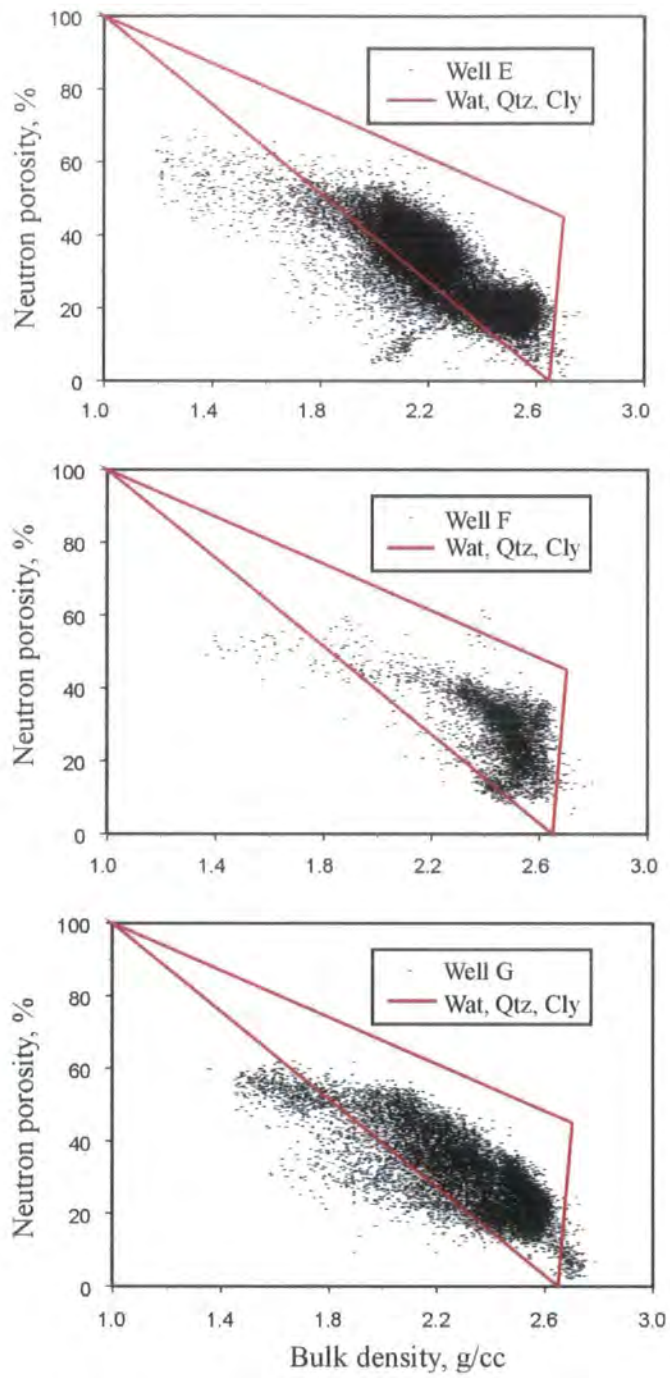 100
80
60
40
20
0
Neutron porosity, %
Well E
Wat, Qtz, Cly
1.0 1.4 1.8 2.2 2.6 3.0
100
80
60
40
20
0
Neutron porosity, %
Well F
Wat, Qtz, Cly
1.0 1.4 1.8 2.2 2.6 3.0
100
80
60
40
20
0
Neutron porosity, %
Well G
Wat, Qtz, Cly
1.0 1.4 1.8 2.2 2.6 3.0
Bulk density, g/cc